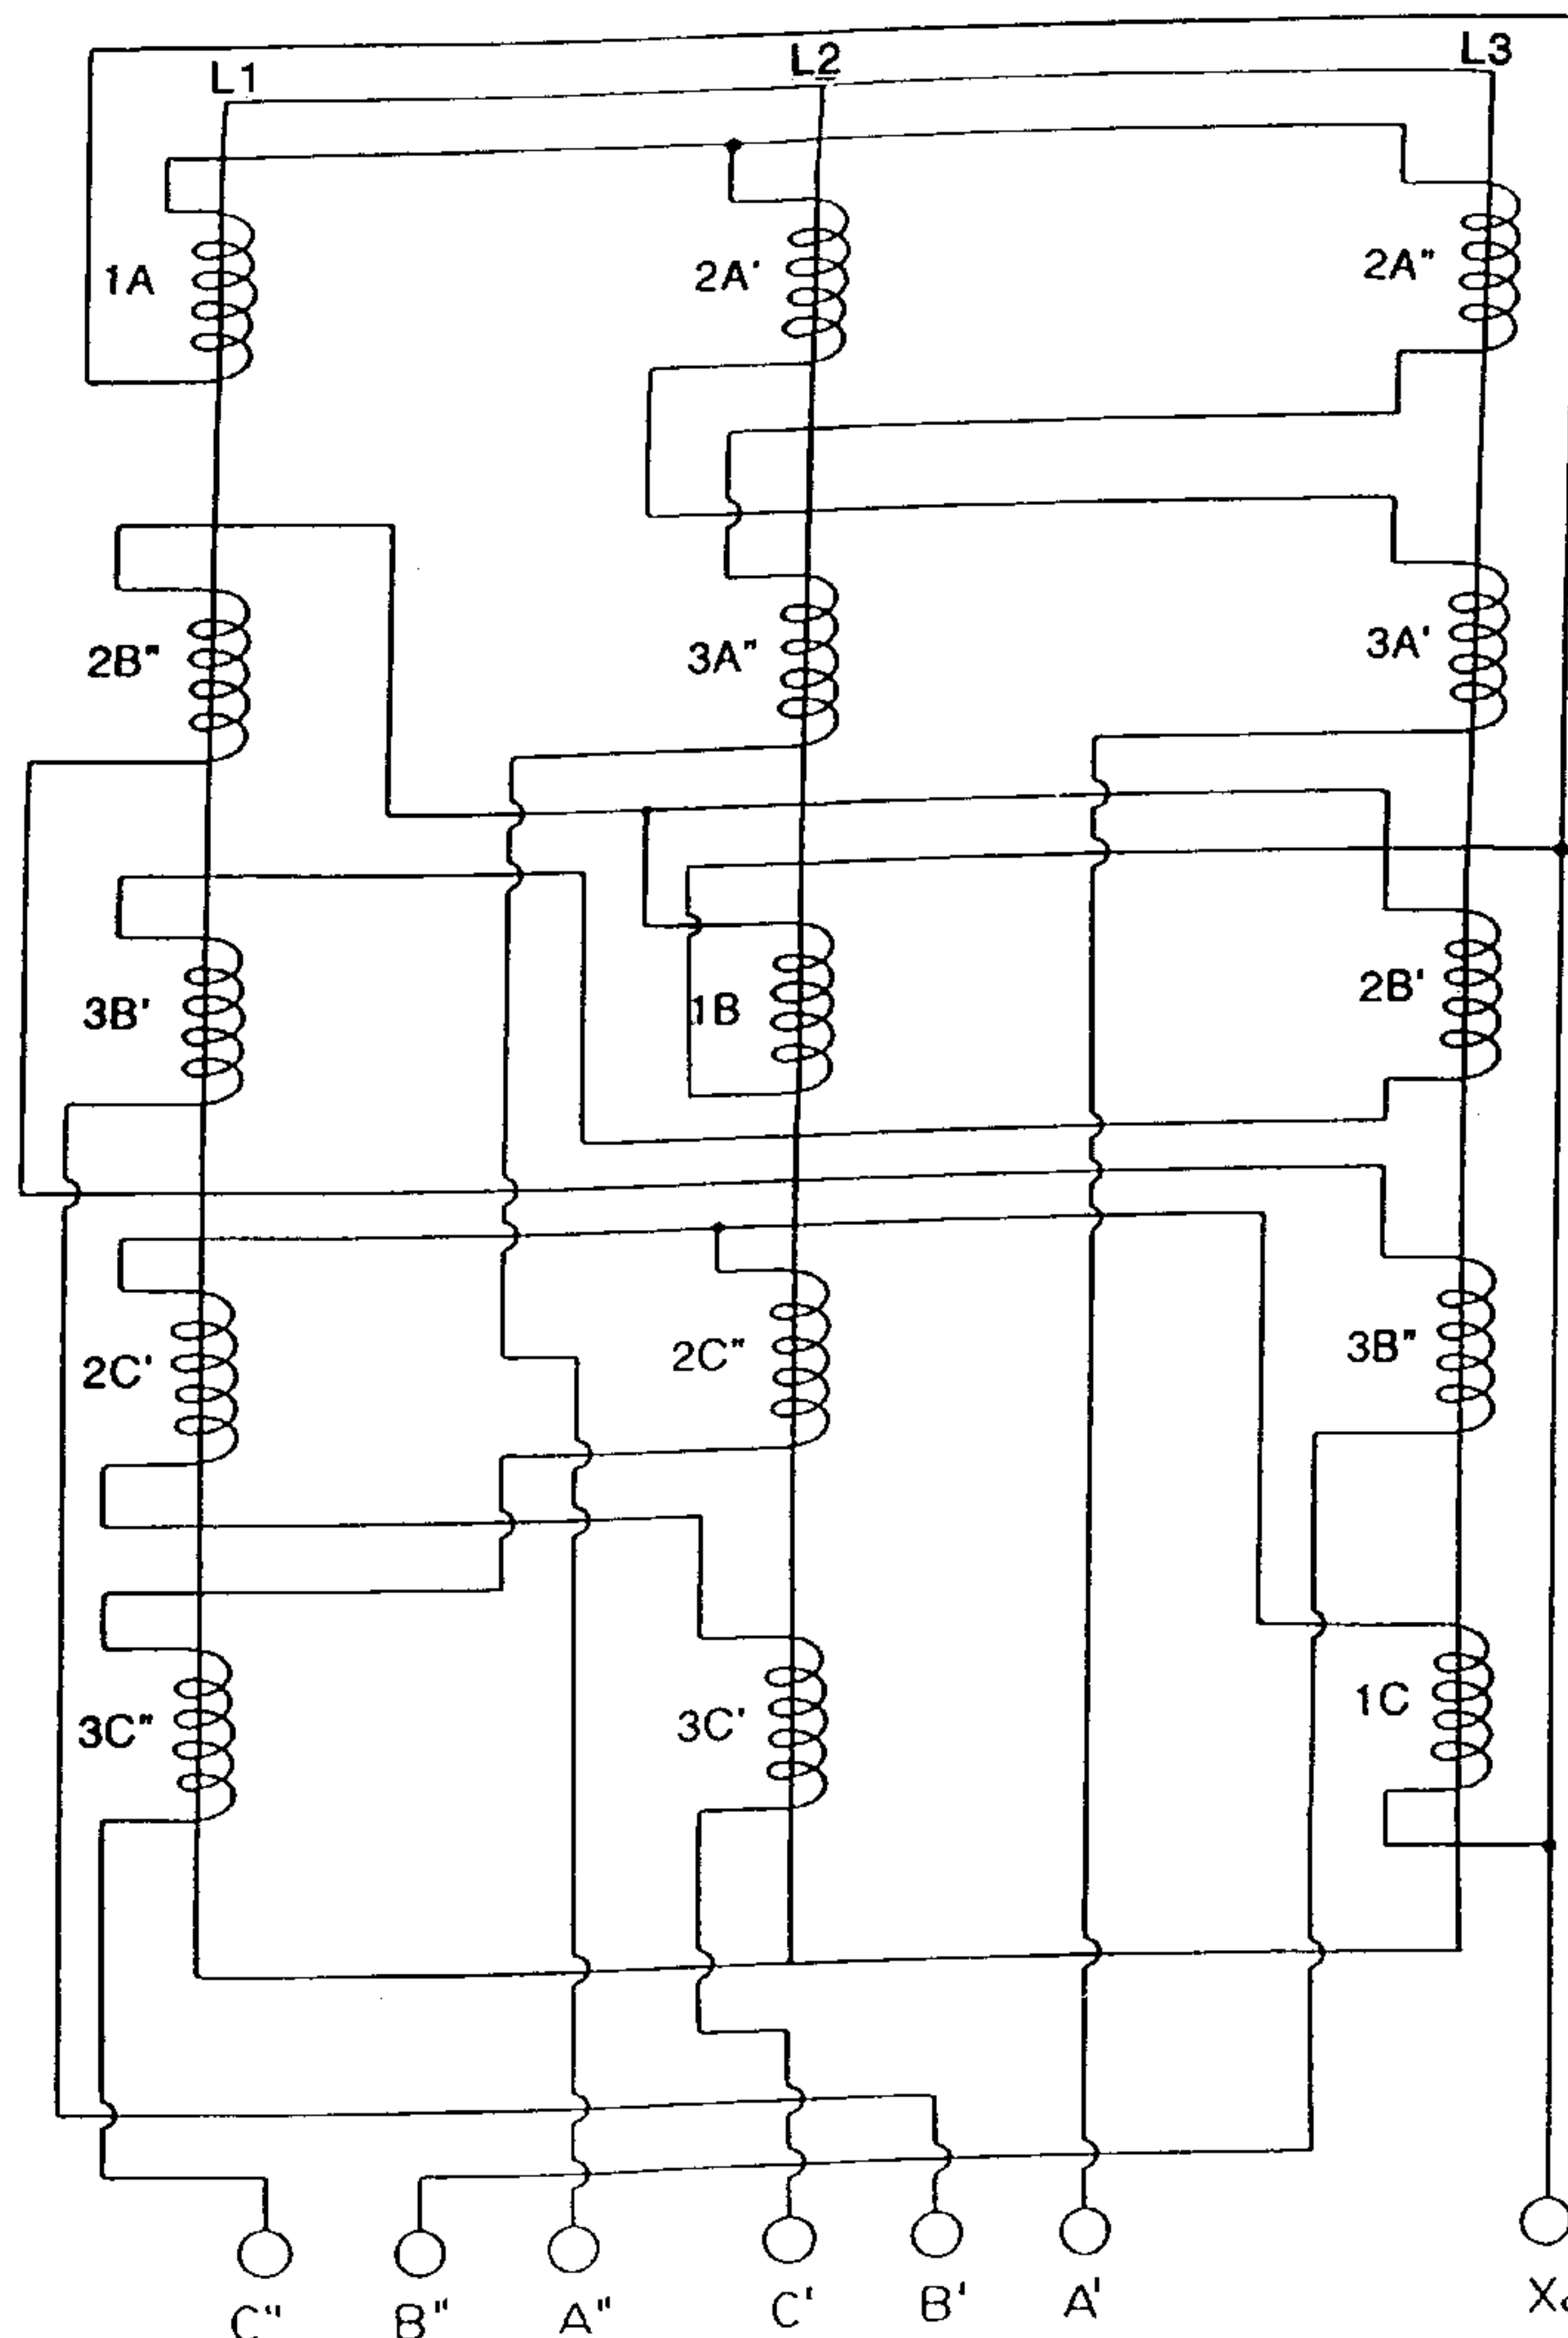 L1 L2 L3
1A 2A' 2A"
2B" 3A" 3A'
3B' 1B 2B'
2C' 2C" 3B"
3C" 3C' 1C
C" B" A" C' B' A'